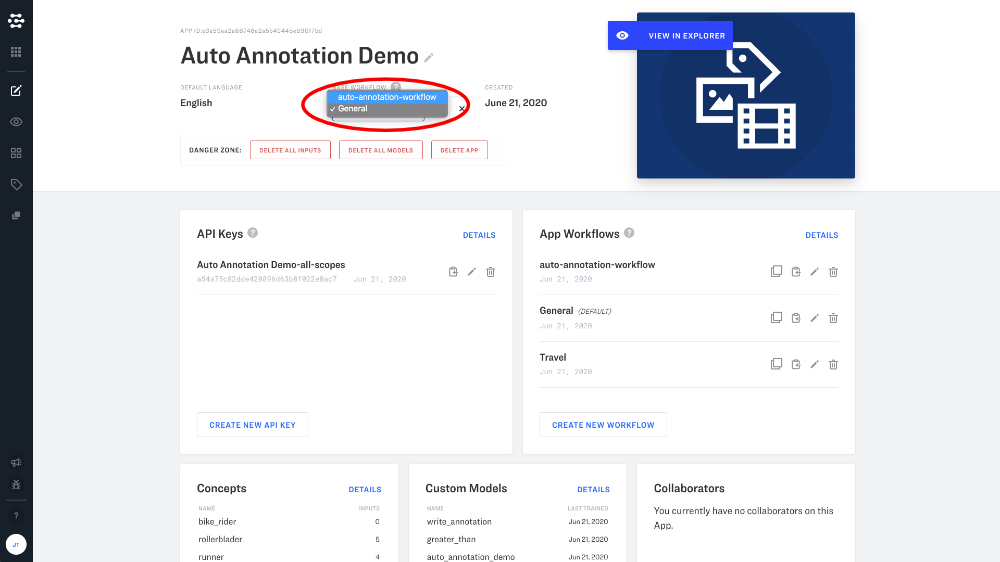 Auto Annotation Demo
VIEW IN EXPLORER
DEFAULT LANGUAGE
WORKFLOW
CREATED
English
auto-annotation-workflow
✓ General
June 21, 2020
DANGER ZONE:
DELETE ALL INPUTS
DELETE ALL MODELS
DELETE APP
API Keys
DETAILS
Auto Annotation Demo-all-scopes
Jun 21, 2020
CREATE NEW API KEY
App Workflows
DETAILS
auto-annotation-workflow
Jun 21, 2020
General (DEFAULT)
Jun 21, 2020
Travel
Jun 21, 2020
CREATE NEW WORKFLOW
Concepts
DETAILS
NAME INPUTS
bike_rider 0
rollerblader 5
runner 4
Custom Models
DETAILS
NAME LAST TRAINED
write_annotation Jun 21, 2020
greater_than Jun 21, 2020
auto_annotation_demo Jun 21, 2020
Collaborators
You currently have no collaborators on this
App.
JT